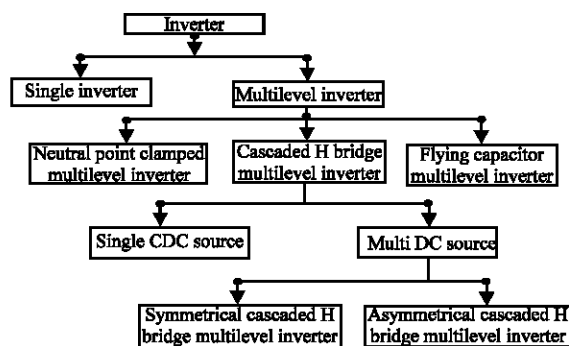 Inverter
Single inverter
Multilevel inverter
Neutral point clamped
multilevel inverter
Cascaded H bridge
multilevel inverter
Flying capacitor
multilevel inverter
Single CDC source
Multi DC source
Symmetrical cascaded H
bridge multilevel inverter
Asymmetrical cascaded H
bridge multilevel inverter